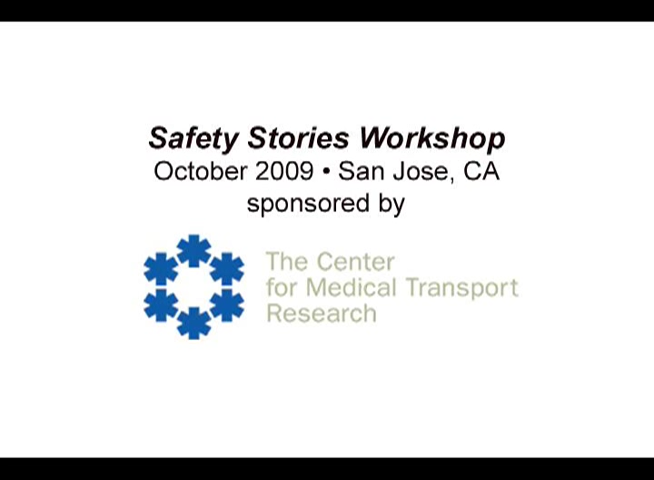 Safety Stories Workshop
October 2009 • San Jose, CA
sponsored by
The Center
for Medical Transport
Research